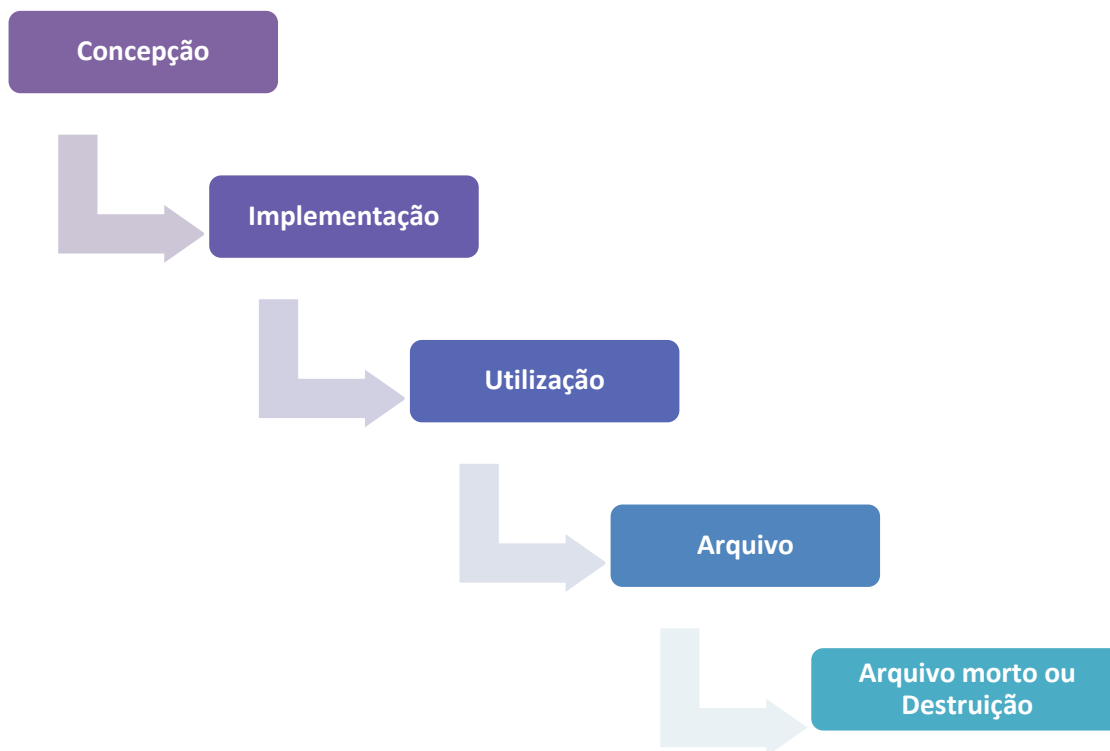 Concepção
Implementação
Utilização
Arquivo
Arquivo morto ou
Destruição